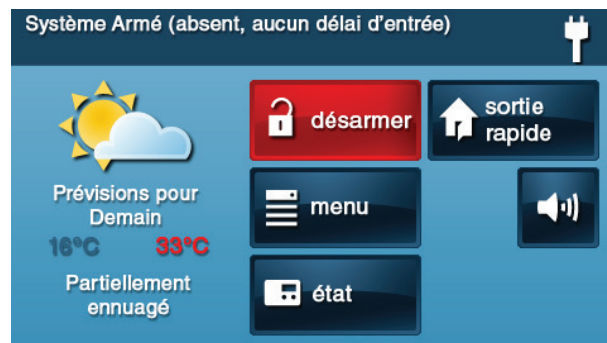 Système Armé (absent, aucun délai d'entrée)
désarmer
sortie
rapide
Prévisions pour
Demain
16°C 33°C
Partiellement
ennuagé
menu
état